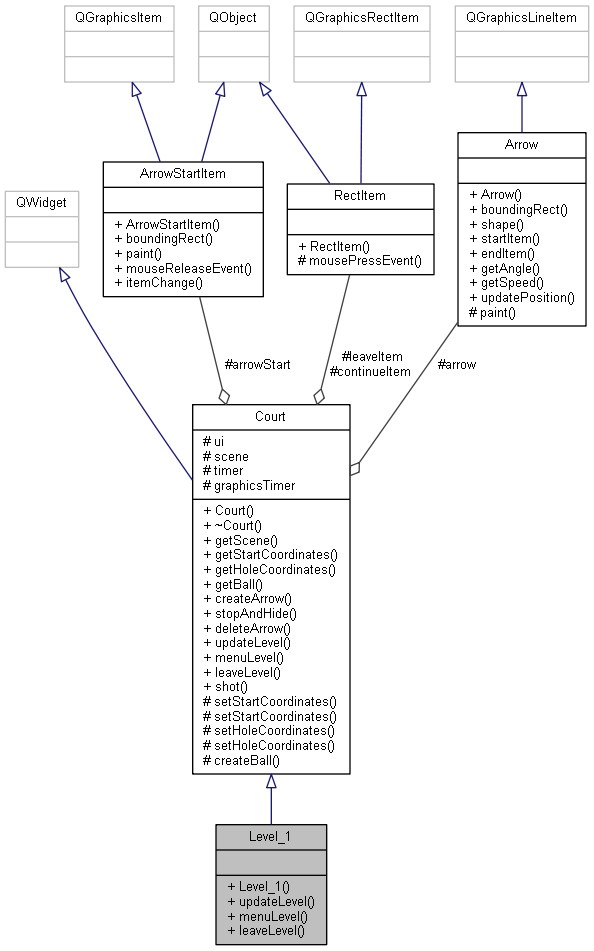 QGraphicsItem
QObject
QGraphicsRectItem
QGraphicsLineItem
ArrowStartItem
+ ArrowStartItem()
+ boundingRect()
+ paint()
+ mouseReleaseEvent()
+ itemChange()
RectItem
+ RectItem()
# mousePressEvent()
Arrow
+ Arrow()
+ boundingRect()
+ shape()
+ startItem()
+ endItem()
+ getAngle()
+ getSpeed()
+ updatePosition()
# paint()
QWidget
#arrowStart
#leaveItem
#continueItem
#arrow
Court
# ui
# scene
# timer
# graphicsTimer
+ Court()
+ ~Court()
+ getScene()
+ getStartCoordinates()
+ getHoleCoordinates()
+ getBall()
+ createArrow()
+ stopAndHide()
+ deleteArrow()
+ updateLevel()
+ menuLevel()
+ leaveLevel()
+ shot()
# setStartCoordinates()
# setStartCoordinates()
# setHoleCoordinates()
# setHoleCoordinates()
# createBall()
Level_1
+ Level_1()
+ updateLevel()
+ menuLevel()
+ leaveLevel()